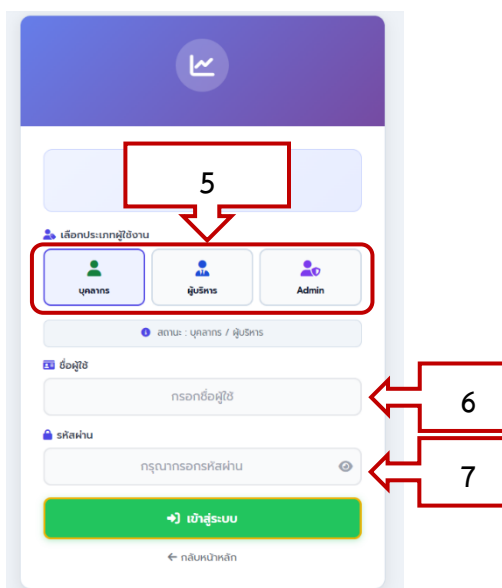 5
เลือกประเภทผู้ใช้งาน
บุคลากร
ผู้บริหาร
Admin
สถานะ : บุคลากร / ผู้บริหาร
ชื่อผู้ใช้
กรอกชื่อผู้ใช้
6
รหัสผ่าน
กรุณากรอกรหัสผ่าน
7
เข้าสู่ระบบ
← กลับหน้าหลัก